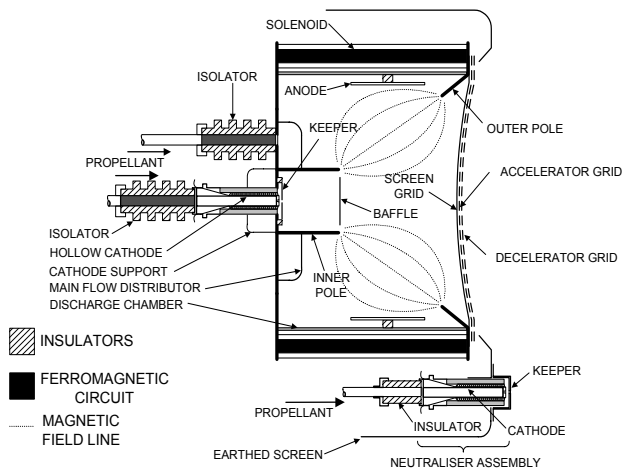 SOLENOID
ISOLATOR
ANODE
KEEPER
OUTER POLE
PROPELLANT
SCREEN
GRID
ACCELERATOR GRID
BAFFLE
ISOLATOR
HOLLOW CATHODE
DECELERATOR GRID
CATHODE SUPPORT
MAIN FLOW DISTRIBUTOR
INNER
POLE
DISCHARGE CHAMBER
INSULATORS
FERROMAGNETIC
CIRCUIT
KEEPER
MAGNETIC
FIELD LINE
PROPELLANT
CATHODE
INSULATOR
EARTHED SCREEN
NEUTRALISER ASSEMBLY